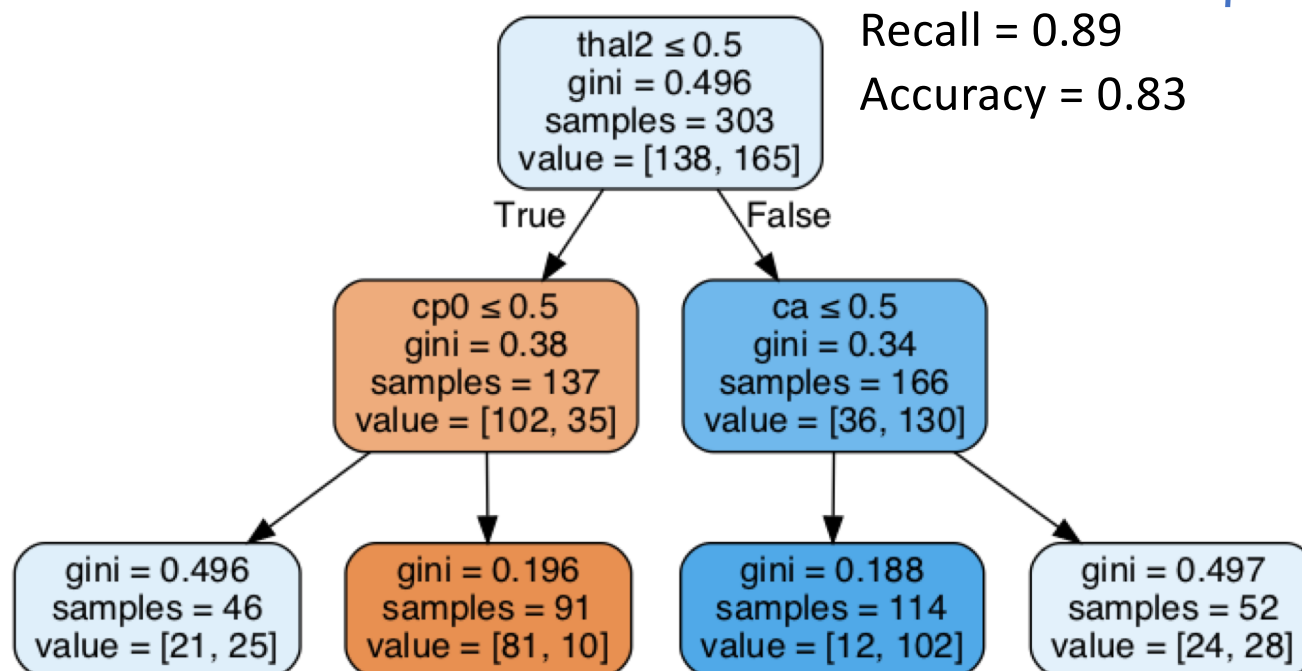 Recall = 0.89
Accuracy = 0.83
thal2 ≤ 0.5
gini = 0.496
samples = 303
value = [138, 165]
True
False
cp0 ≤ 0.5
gini = 0.38
samples = 137
value = [102, 35]
ca ≤ 0.5
gini = 0.34
samples = 166
value = [36, 130]
gini = 0.496
samples = 46
value = [21, 25]
gini = 0.196
samples = 91
value = [81, 10]
gini = 0.188
samples = 114
value = [12, 102]
gini = 0.497
samples = 52
value = [24, 28]